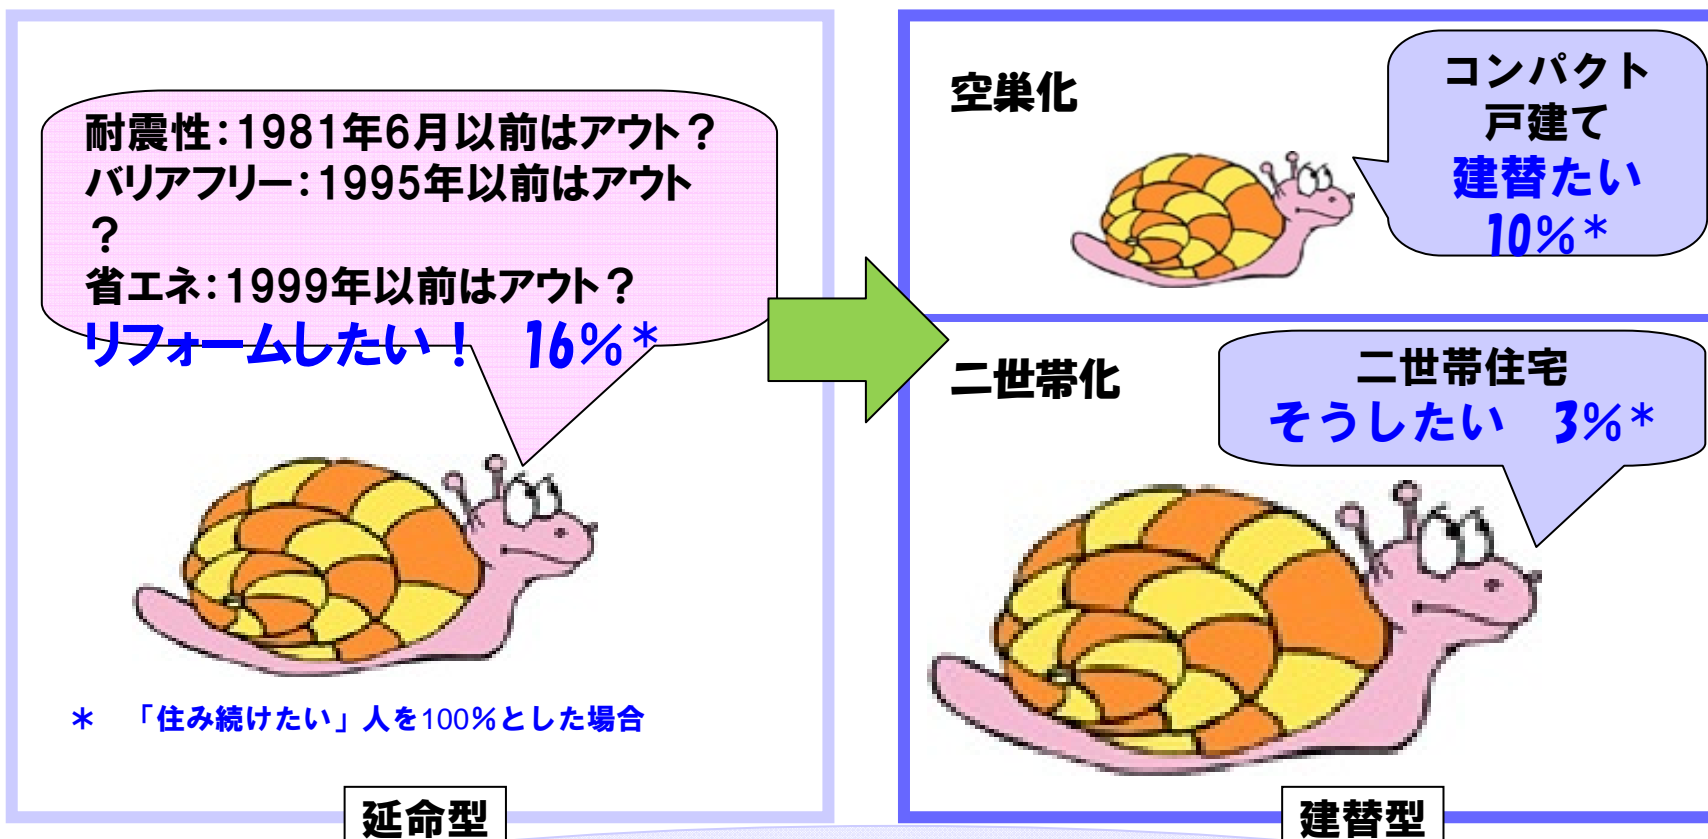 耐震性：1981年6月以前はアウト？
バリアフリー：1995年以前はアウト
？
省エネ：1999年以前はアウト？
リフォームしたい！　16%＊
＊　「住み続けたい」人を100%とした場合
延命型
空巣化
コンパクト
戸建て
建替たい
10%＊
二世帯化
二世帯住宅
そうしたい　3%＊
建替型